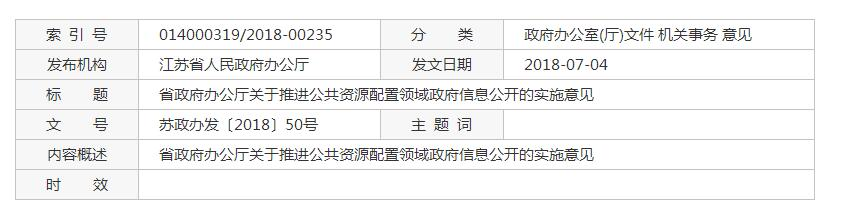 索 引 号 014000319/2018-00235 分 类 政府办公室(厅)文件 机关事务 意见
发布机构 江苏省人民政府办公厅 发文日期 2018-07-04
标 题 省政府办公厅关于推进公共资源配置领域政府信息公开的实施意见
文 号 苏政办发〔2018〕50号 主 题 词
内容概述 省政府办公厅关于推进公共资源配置领域政府信息公开的实施意见
时 效